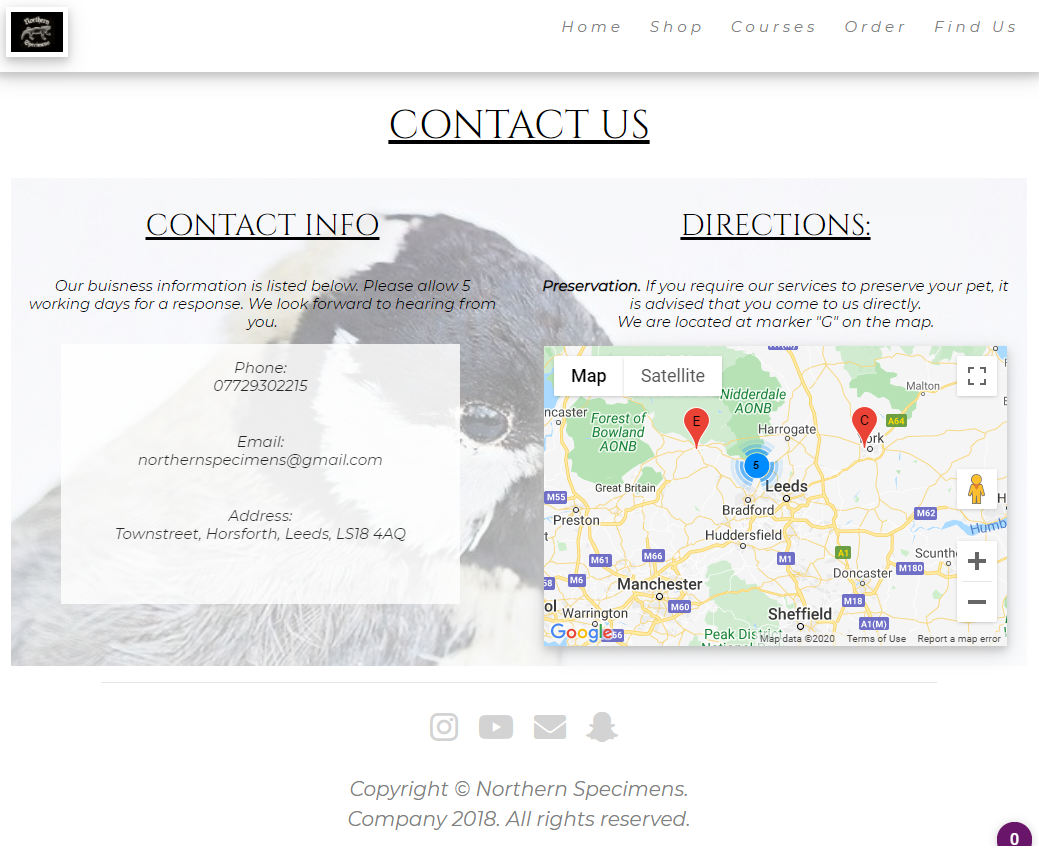 Northern
Specimens
Home Shop Courses Order Find Us
CONTACT US
CONTACT INFO
Our buisness information is listed below. Please allow 5
working days for a response. We look forward to hearing from
you.
Phone:
07729302215
Email:
northernspecimens@gmail.com
Address:
Townstreet, Horsforth, Leeds, LS18 4AQ
DIRECTIONS:
Preservation. If you require our services to preserve your pet, it
is advised that you come to us directly.
We are located at marker "G" on the map.
Map Satellite
Nidderdale
AONB
Malton
ncaster
Forest of
Bowland
AONB
E
C
A64
Harrogate
ork
5
Great Britain
Leeds
M55
Bradford
Preston
M62
Humb
Huddersfield
t
M66
M61
M1
A1
Scunth
M180
58
M6
Doncaster
Manchester
M60
M18
ol
Warrington
Sheffield
A1(M)
Google
56
Peak District
Map data ©2020 Terms of Use Report a map error
Copyright © Northern Specimens.
Company 2018. All rights reserved.
0